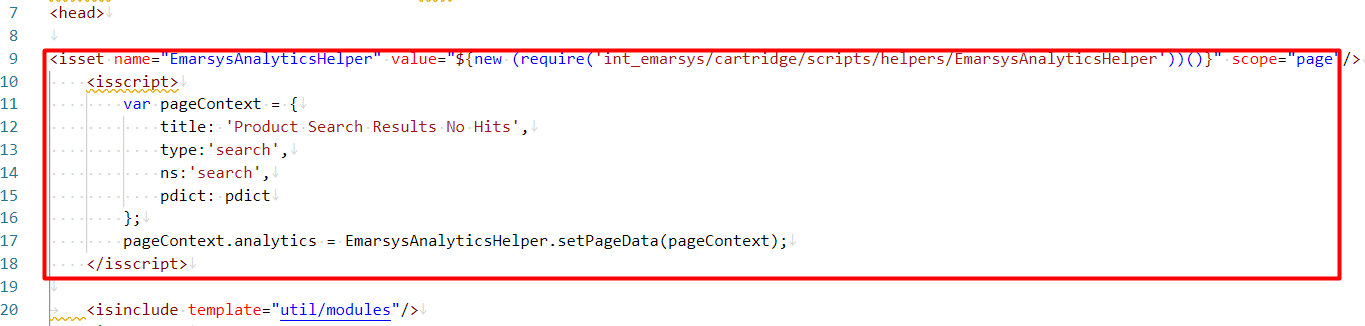 7 <head>
8
9 <isset name="EmarsysAnalyticsHelper" value="${new (require('int_emarsys/cartridge/scripts/helpers/EmarsysAnalyticsHelper'))()}" scope="page"/>
10     <isscript>
11         var pageContext = {
12             title: 'Product Search Results No Hits',
13             type:'search',
14             ns:'search',
15             pdict: pdict
16         };
17         pageContext.analytics = EmarsysAnalyticsHelper.setPageData(pageContext);
18     </isscript>
19
20     <isinclude template="util/modules"/>